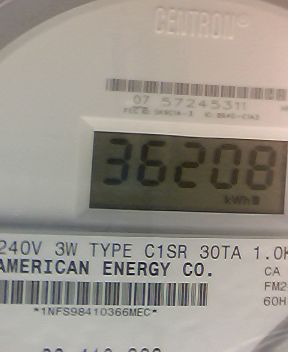 CENTRON®
07 57245311
36208
kWh
240V 3W TYPE C1SR 30TA 1.0K
AMERICAN ENERGY CO.
CA
FM2
60H
*1NFS98410366MEC*